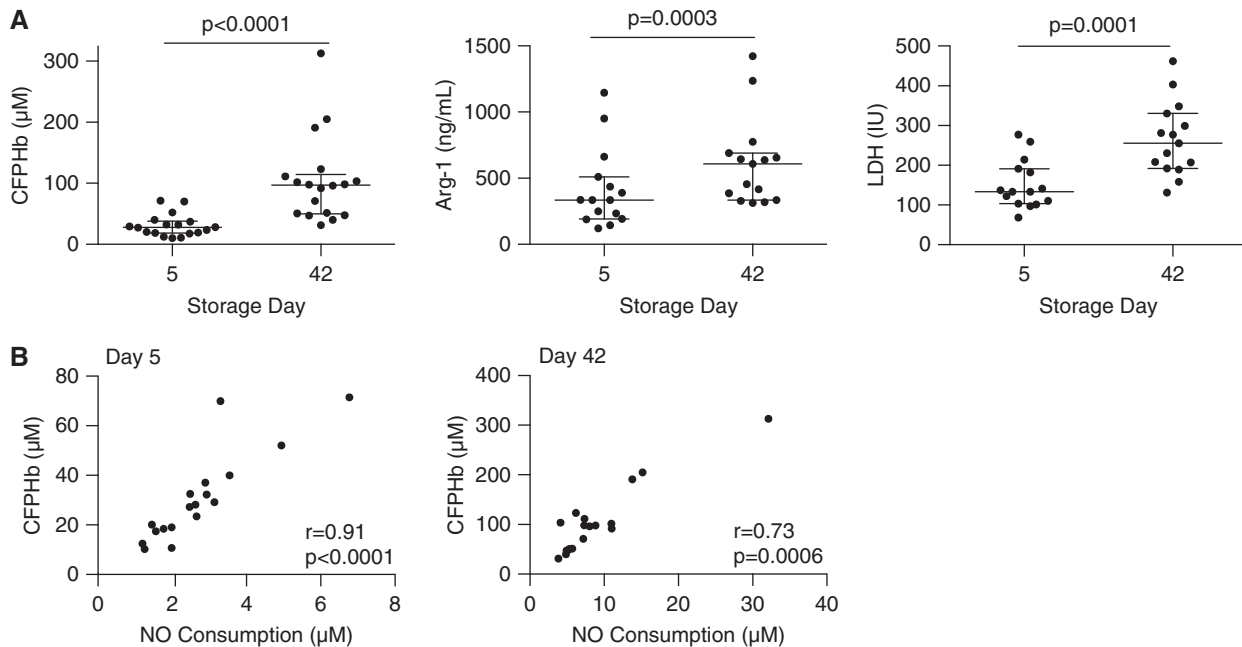 A
p<0.0001
CFPHb (µM)
300
200
100
0
5
42
Storage Day
p=0.0003
Arg-1 (ng/mL)
1500
1000
500
0
5
42
Storage Day
p=0.0001
LDH (IU)
500
400
300
200
100
0
5
42
Storage Day
B
Day 5
CFPHb (µM)
80
60
40
20
0
0 2 4 6 8
NO Consumption (µM)
r=0.91
p<0.0001
Day 42
CFPHb (µM)
400
300
200
100
0
0 10 20 30 40
NO Consumption (µM)
r=0.73
p=0.0006